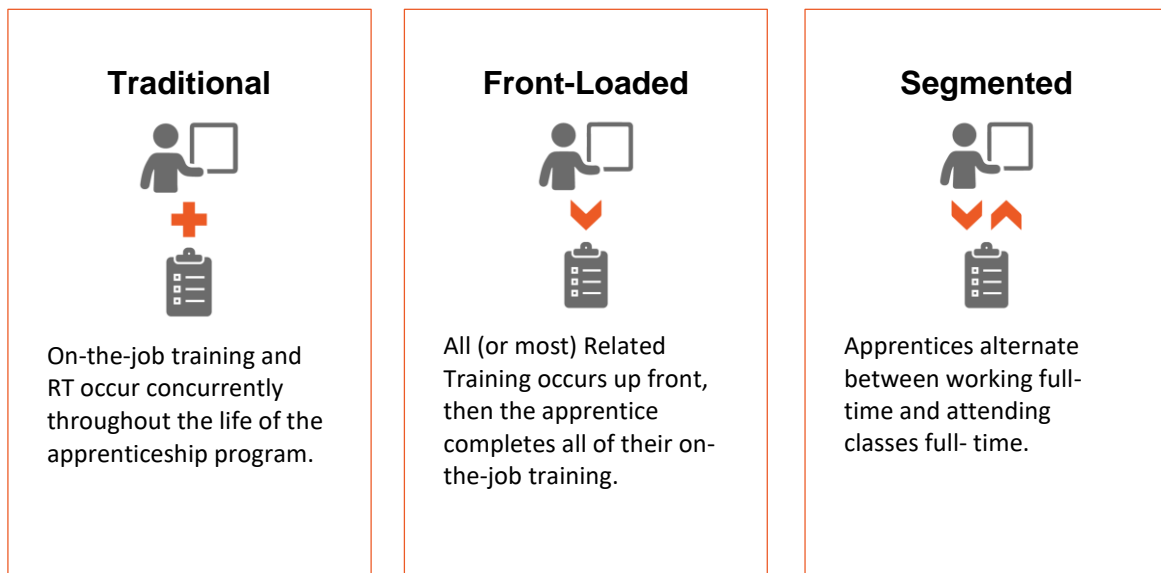 Traditional
On-the-job training and
RT occur concurrently
throughout the life of the
apprenticeship program.
Front-Loaded
All (or most) Related
Training occurs up front,
then the apprentice
completes all of their on-
the-job training.
Segmented
Apprentices alternate
between working full-
time and attending
classes full- time.